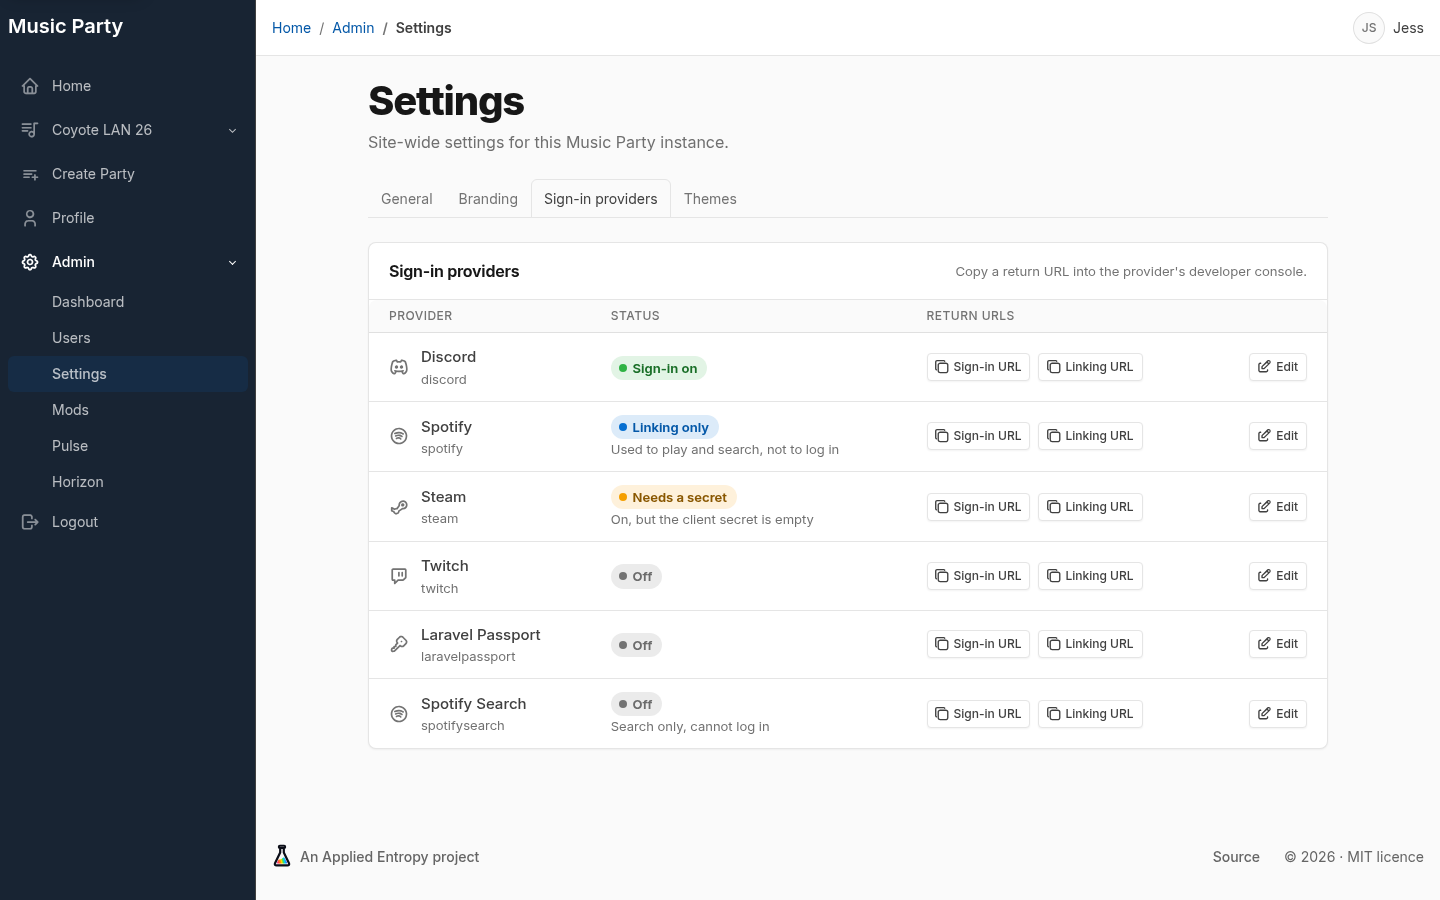 Music Party
Home
Coyote LAN 26
Create Party
Profile
Admin
Dashboard
Users
Settings
Mods
Pulse
Horizon
Logout
Home / Admin / Settings
JS Jess
Settings
Site-wide settings for this Music Party instance.
General Branding Sign-in providers Themes
Sign-in providers Copy a return URL into the provider's developer console.
PROVIDER STATUS RETURN URLS
Discord
discord
Sign-in on
Sign-in URL Linking URL Edit
Spotify
spotify
Linking only
Used to play and search, not to log in
Sign-in URL Linking URL Edit
Steam
steam
Needs a secret
On, but the client secret is empty
Sign-in URL Linking URL Edit
Twitch
twitch
Off
Sign-in URL Linking URL Edit
Laravel Passport
laravelpassport
Off
Sign-in URL Linking URL Edit
Spotify Search
spotifysearch
Off
Search only, cannot log in
Sign-in URL Linking URL Edit
An Applied Entropy project
Source © 2026 · MIT licence